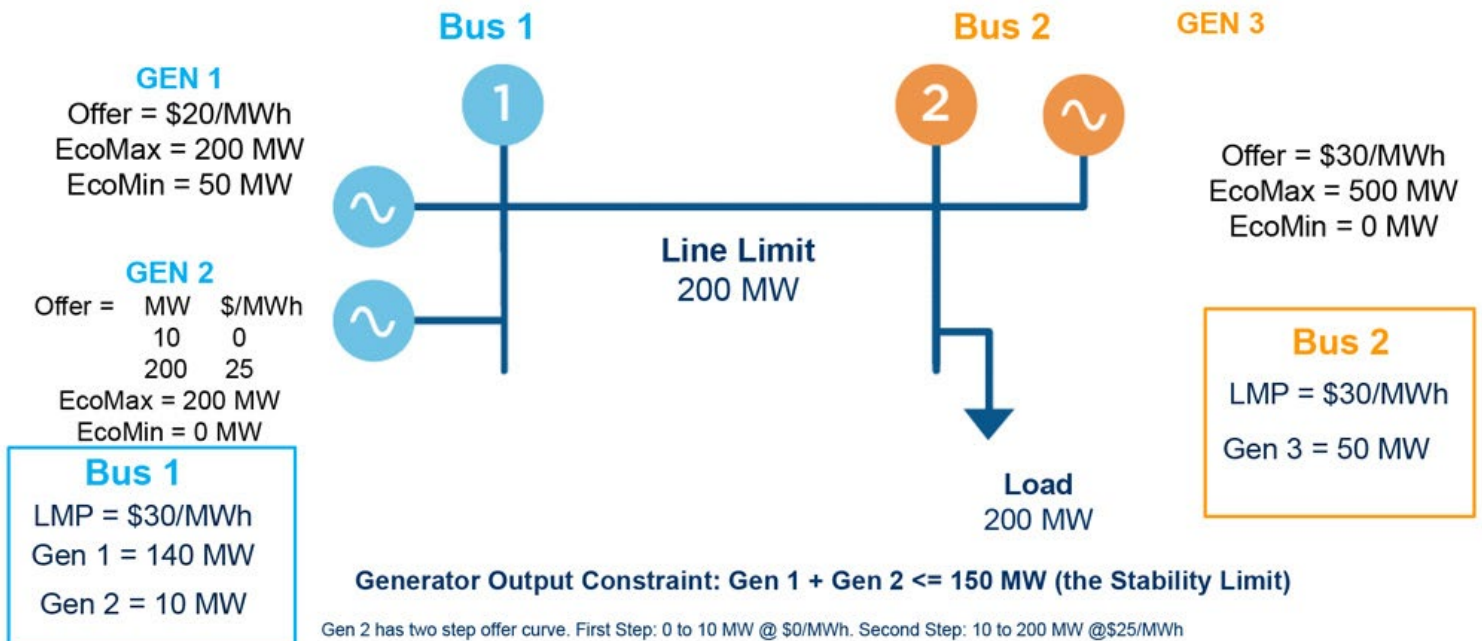 Bus 1
Bus 2
GEN 3
GEN 1
Offer = $20/MWh
EcoMax = 200 MW
EcoMin = 50 MW
1
2
Offer = $30/MWh
EcoMax = 500 MW
EcoMin = 0 MW
Line Limit
200 MW
GEN 2
Offer = MW $/MWh
10 0
200 25
EcoMax = 200 MW
EcoMin = 0 MW
Bus 2
LMP = $30/MWh
Gen 3 = 50 MW
Bus 1
LMP = $30/MWh
Gen 1 = 140 MW
Gen 2 = 10 MW
Load
200 MW
Generator Output Constraint: Gen 1 + Gen 2 <= 150 MW (the Stability Limit)
Gen 2 has two step offer curve. First Step: 0 to 10 MW @ $0/MWh. Second Step: 10 to 200 MW @$25/MWh